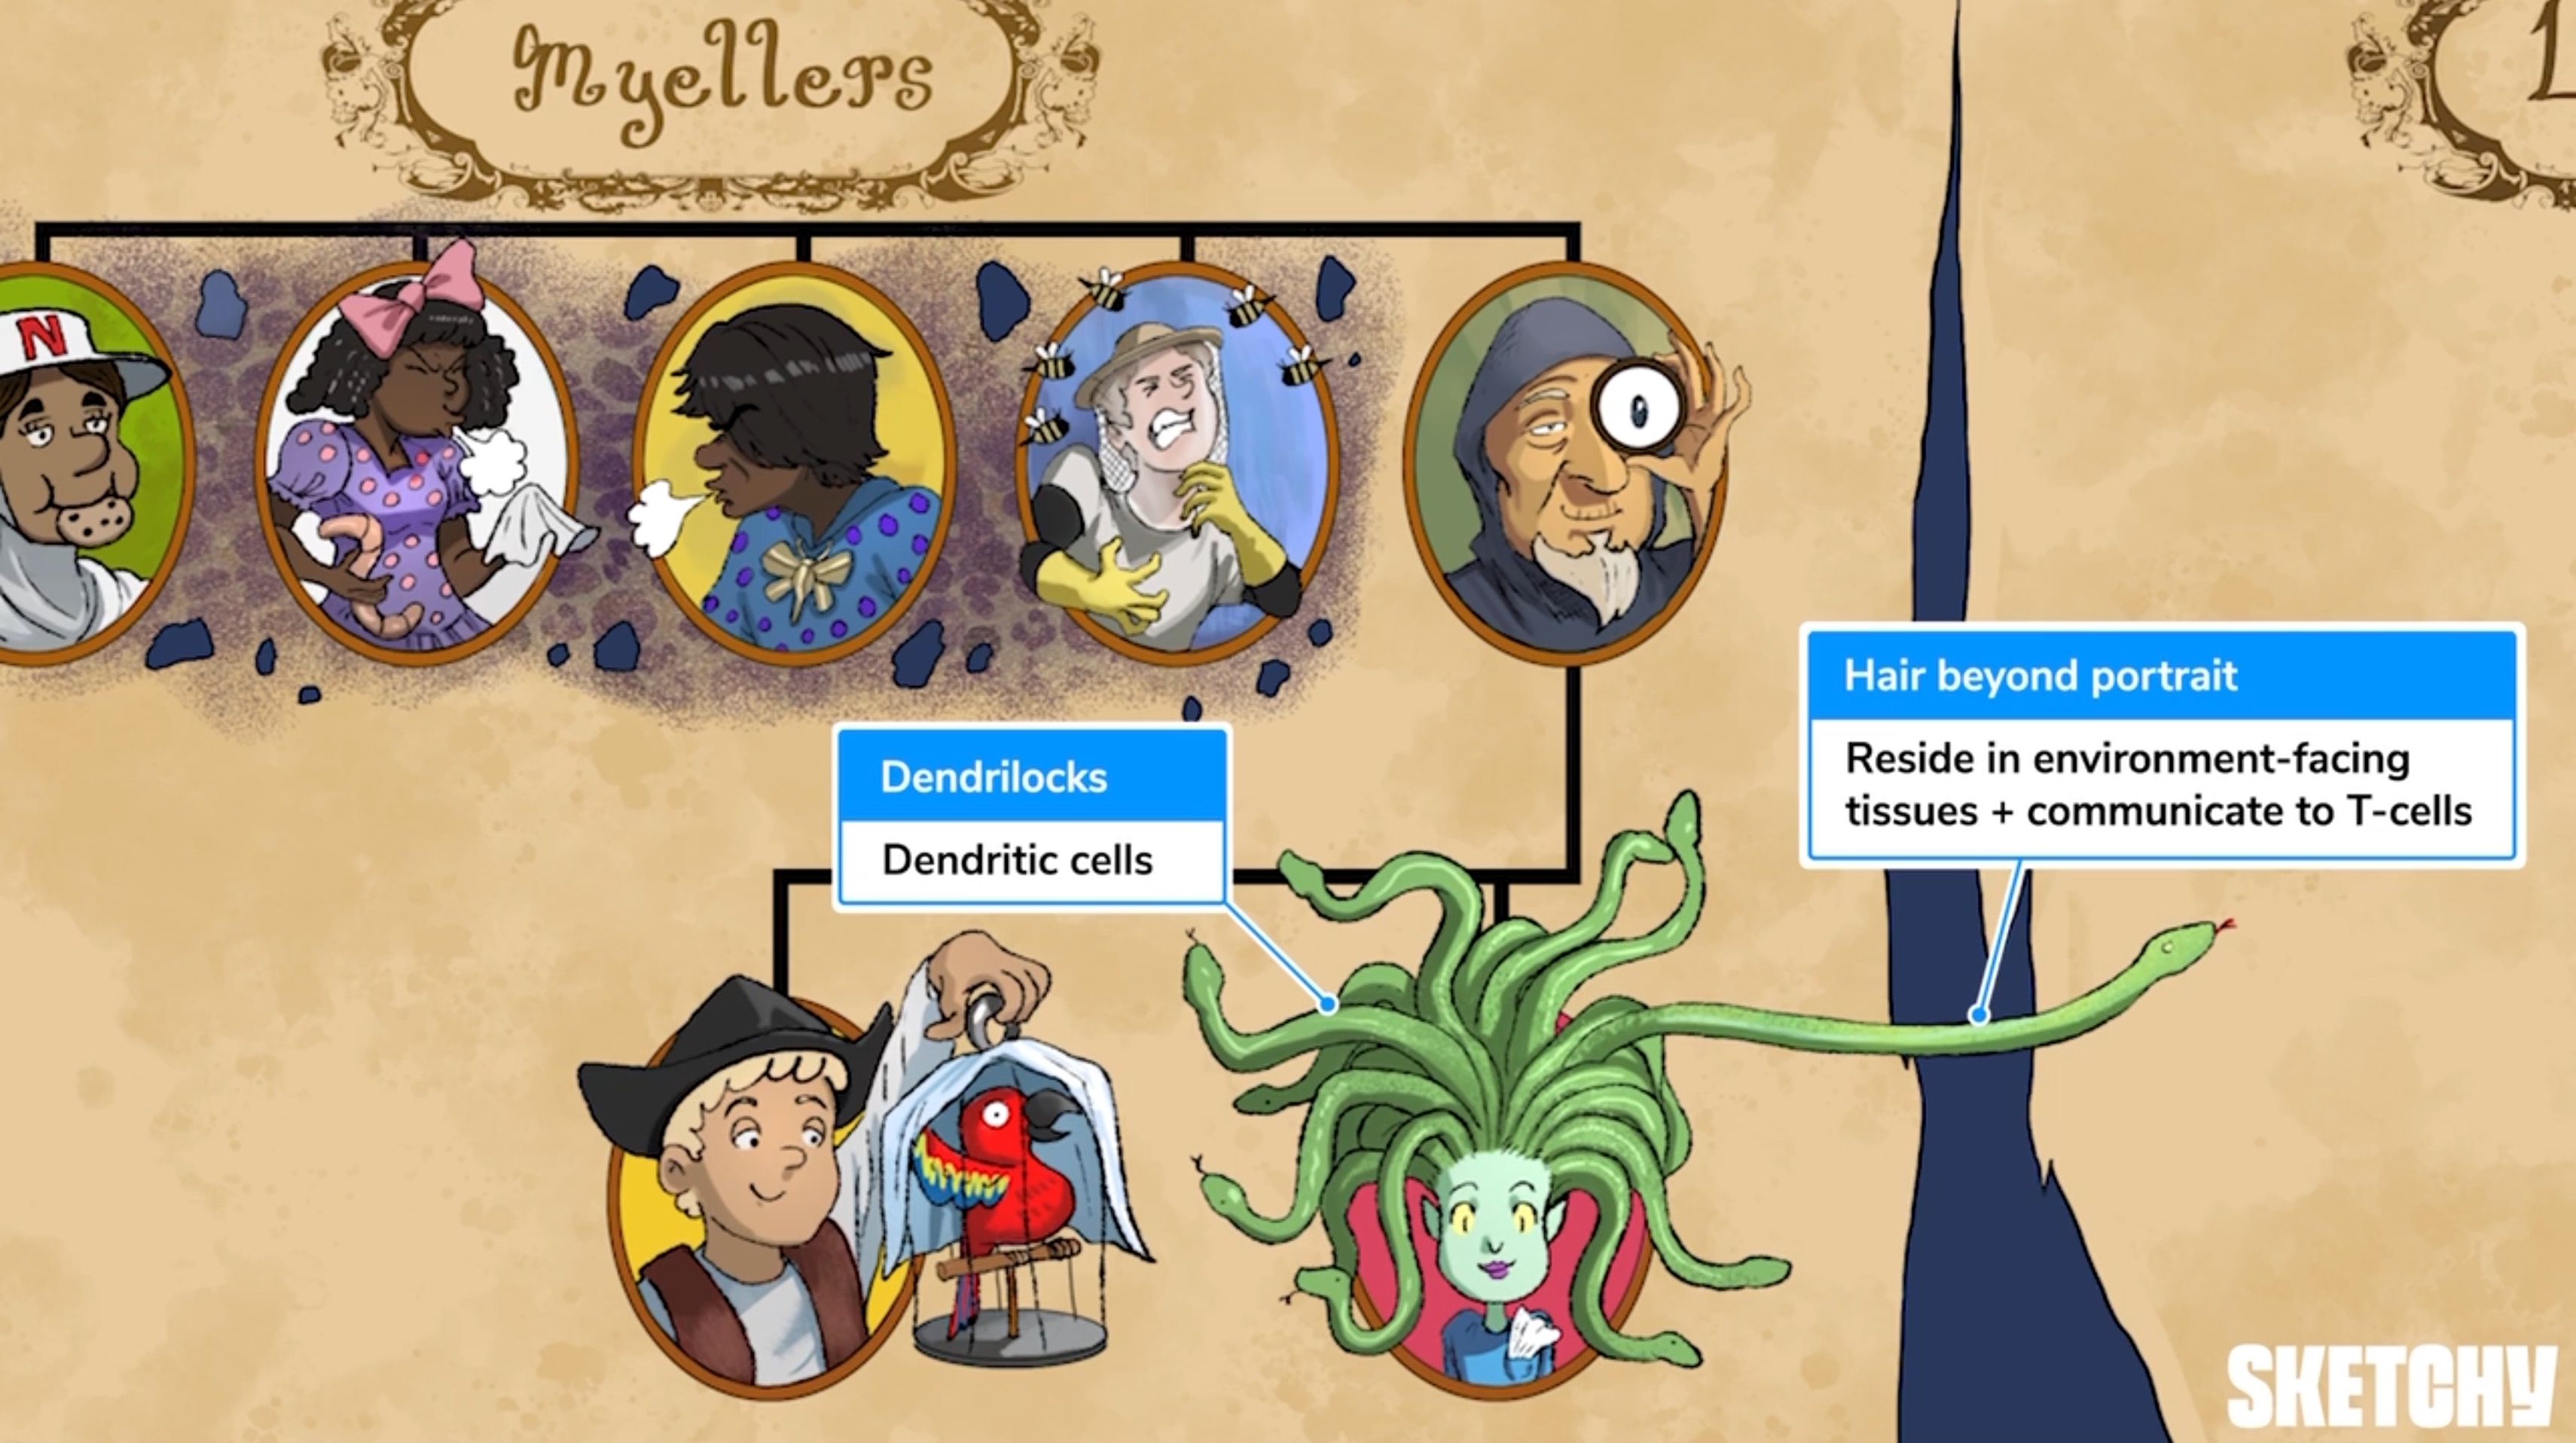 Myellers
N
Hair beyond portrait
Reside in environment-facing
tissues + communicate to T-cells
Dendrilocks
Dendritic cells
SKETCHY